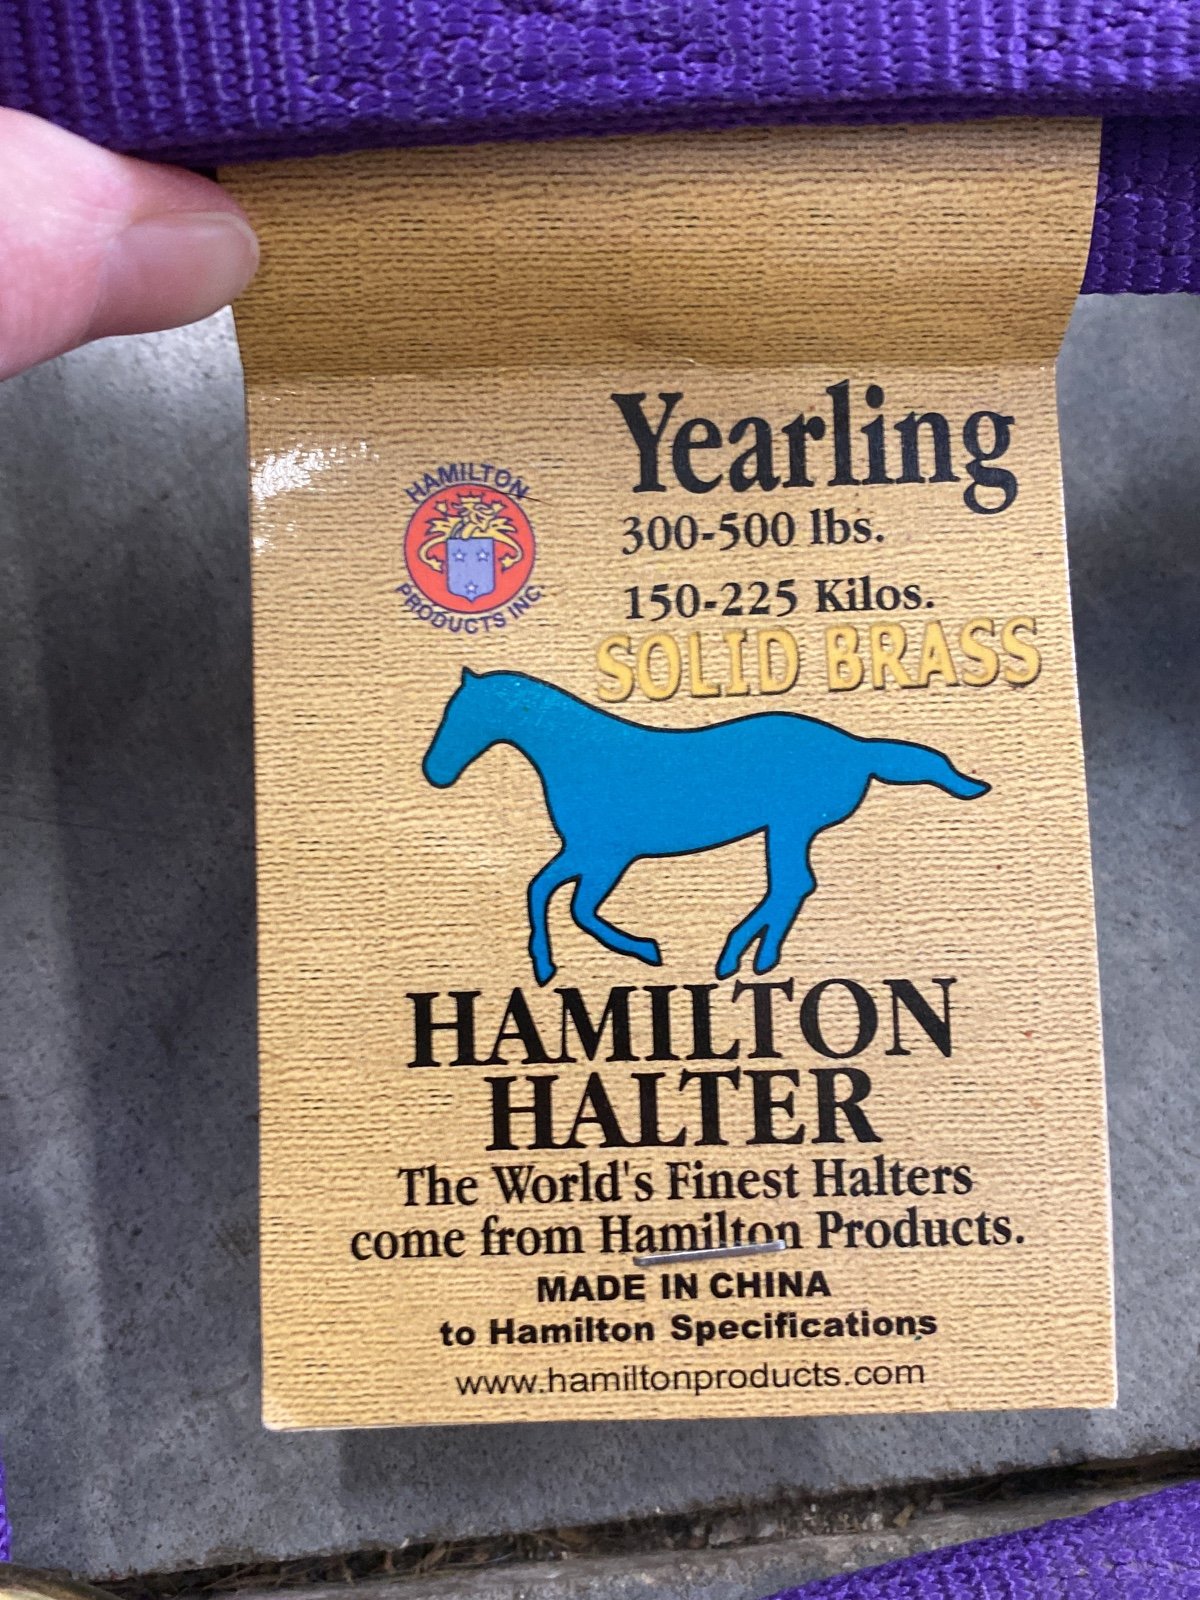 Yearling
300-500 lbs.
150-225 Kilos.
SOLID BRASS
HAMILTON
PRODUCTS INC.
HAMILTON
HALTER
The World's Finest Halters
come from Hamilton Products.
MADE IN CHINA
to Hamilton Specifications
www.hamiltonproducts.com